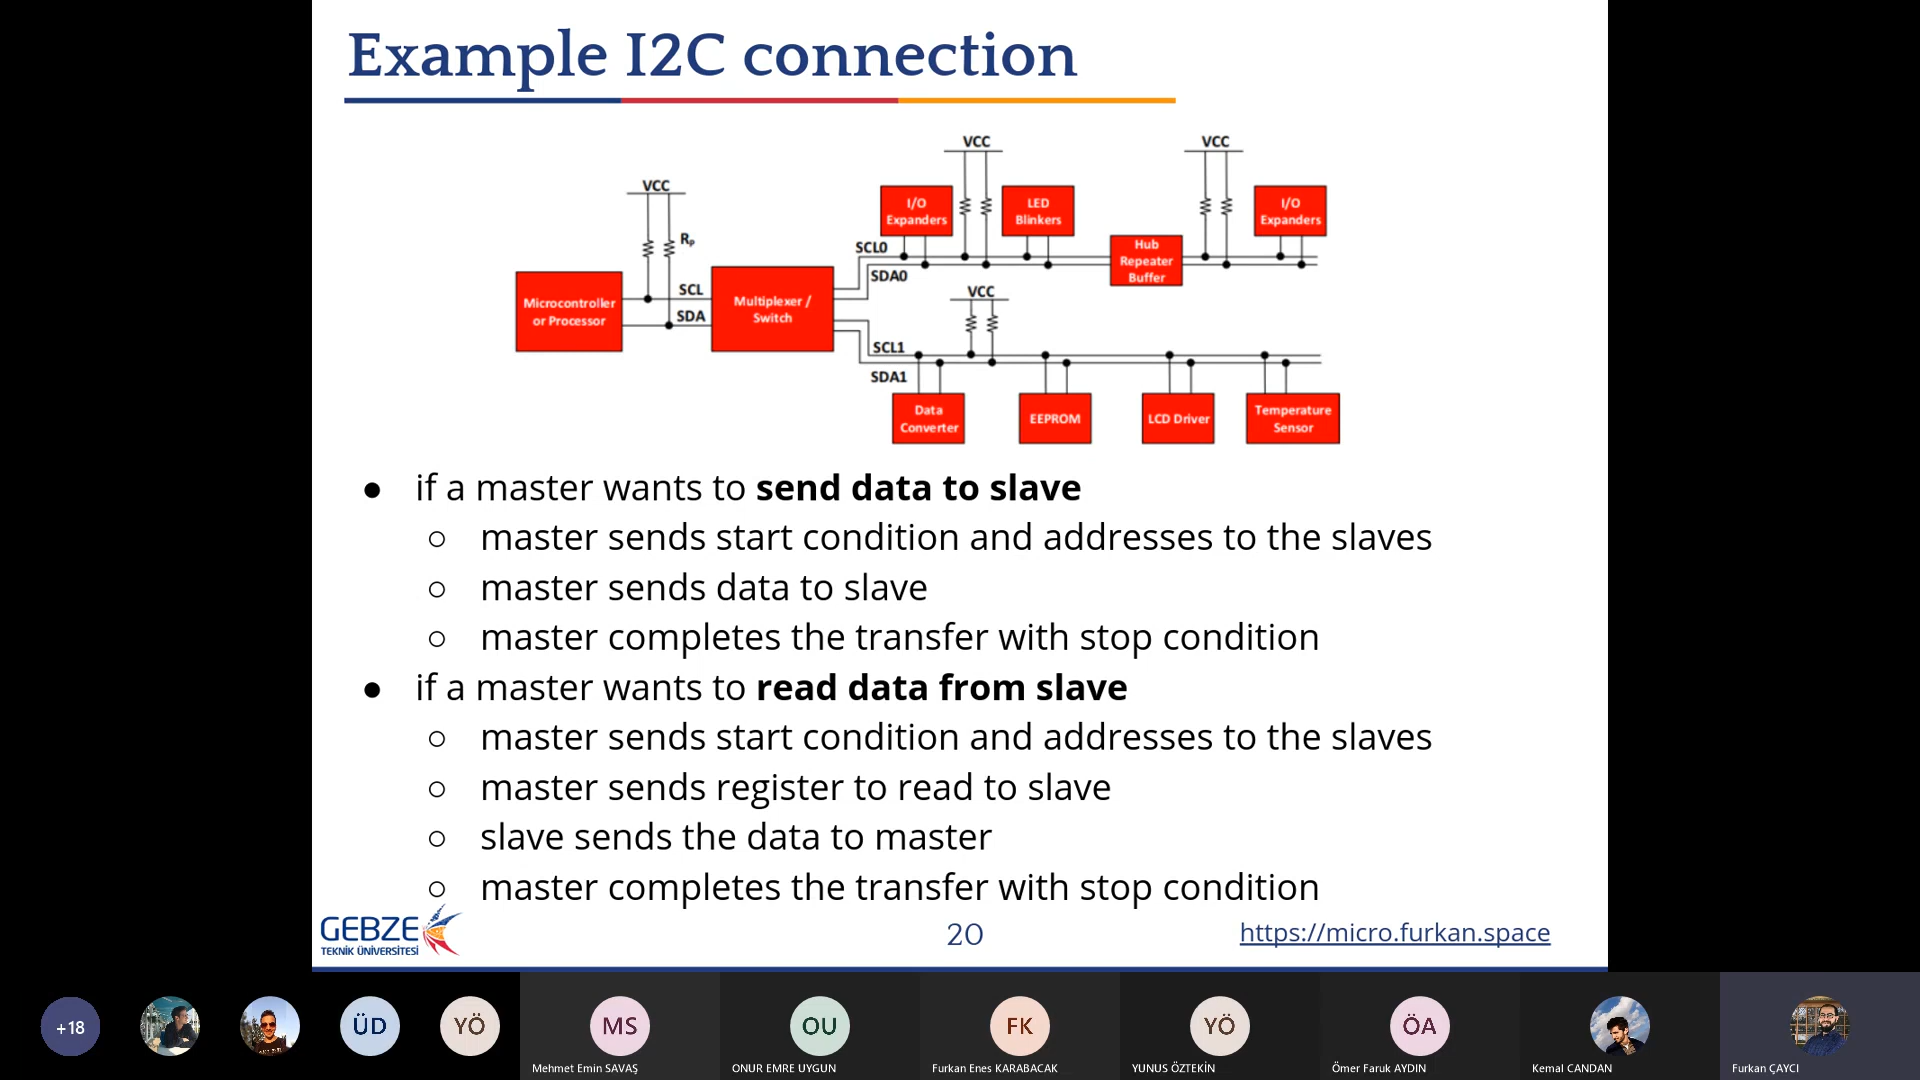 Example I2C connection
VCC
VCC
VCC
I/O
Expanders
LED
Blinkers
I/O
Expanders
Rp
SCL0
Hub
Repeater
Buffer
SDA0
Microcontroller
or Processor
SCL
SDA
Multiplexer /
Switch
VCC
SCL1
SDA1
Data
Converter
EEPROM
LCD Driver
Temperature
Sensor
● if a master wants to send data to slave
○ master sends start condition and addresses to the slaves
○ master sends data to slave
○ master completes the transfer with stop condition
● if a master wants to read data from slave
○ master sends start condition and addresses to the slaves
○ master sends register to read to slave
○ slave sends the data to master
○ master completes the transfer with stop condition
GEBZE
TEKNİK ÜNİVERSİTESİ
20
https://micro.furkan.space
+18
ÜD
YÖ
MS
OU
FK
YÖ
ÖA
Mehmet Emin SAVAŞ
ONUR EMRE UYGUN
Furkan Enes KARABACAK
YUNUS ÖZTEKİN
Ömer Faruk AYDIN
Kemal CANDAN
Furkan ÇAYCI